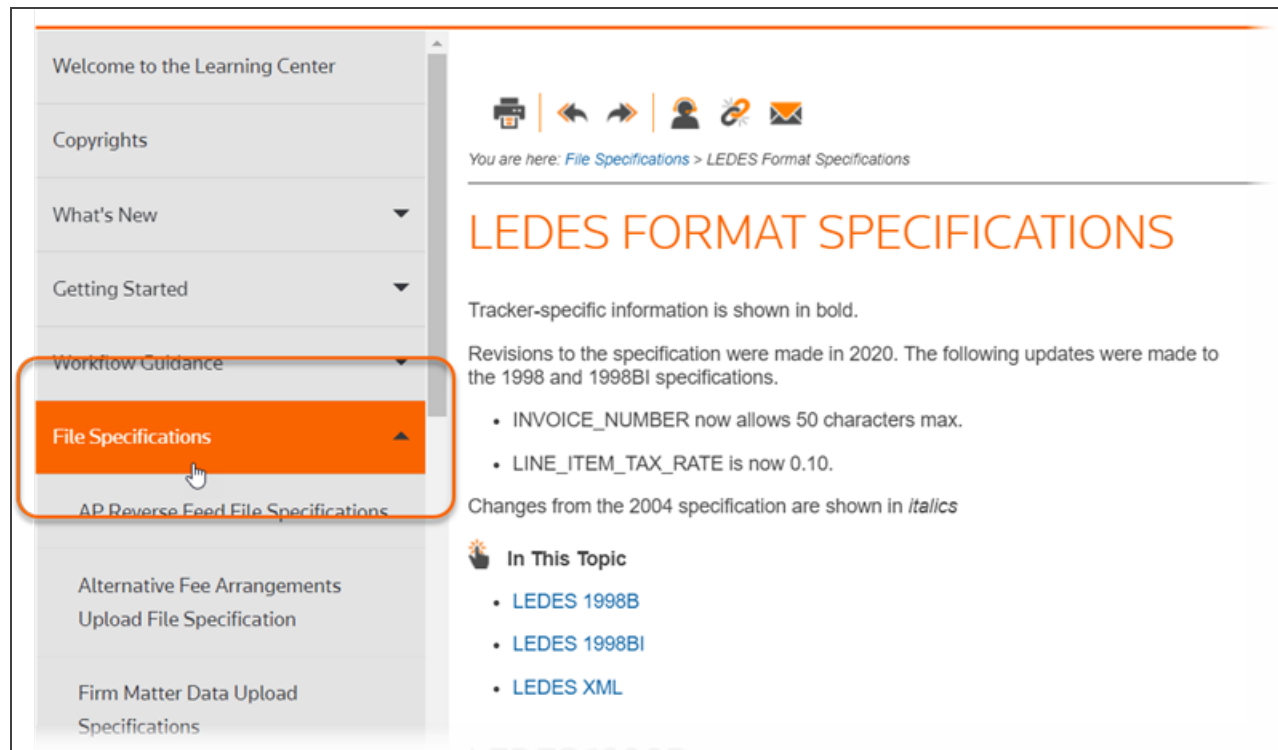 Welcome to the Learning Center
Copyrights
What's New
Getting Started
Workflow Guidance
File Specifications
AP Reverse Feed File Specifications
Alternative Fee Arrangements
Upload File Specification
Firm Matter Data Upload
Specifications
You are here: File Specifications > LEDES Format Specifications
LEDES FORMAT SPECIFICATIONS
Tracker-specific information is shown in bold.
Revisions to the specification were made in 2020. The following updates were made to
the 1998 and 1998BI specifications.
• INVOICE_NUMBER now allows 50 characters max.
• LINE_ITEM_TAX_RATE is now 0.10.
Changes from the 2004 specification are shown in italics
In This Topic
• LEDES 1998B
• LEDES 1998BI
• LEDES XML